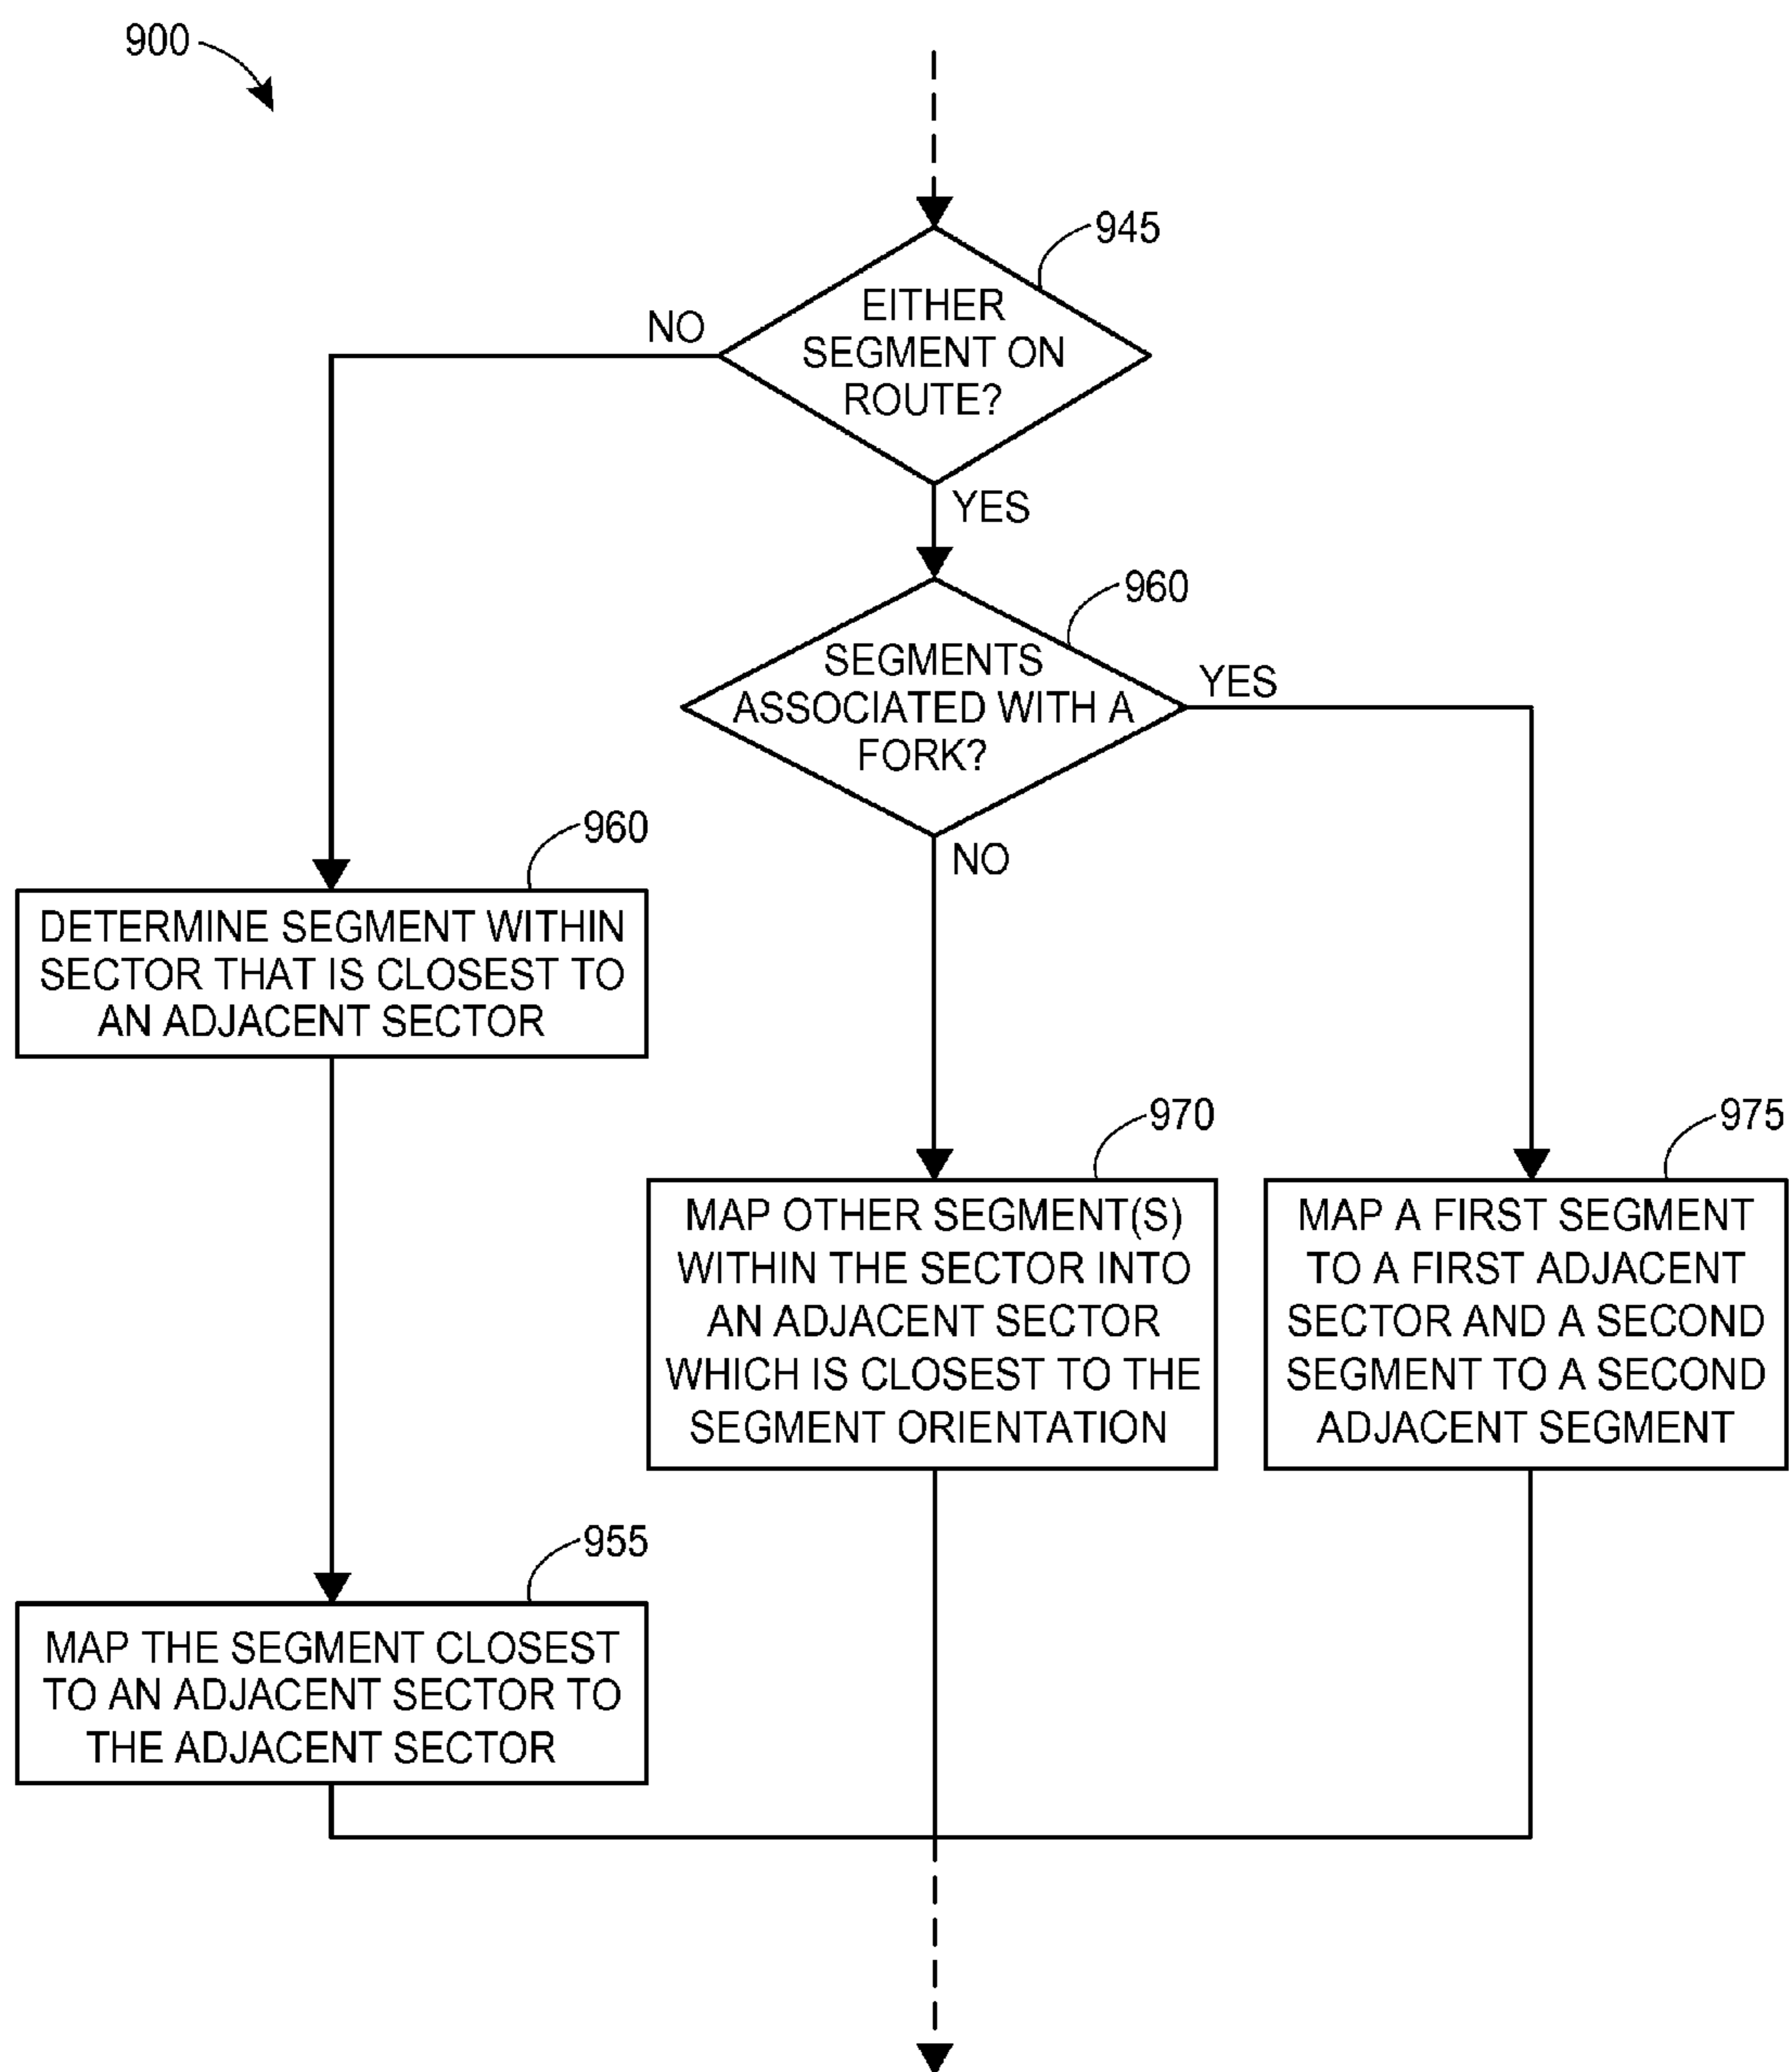 900
945
EITHER
SEGMENT ON
ROUTE?
NO
YES
960
SEGMENTS
ASSOCIATED WITH A
FORK?
YES
NO
960
DETERMINE SEGMENT WITHIN
SECTOR THAT IS CLOSEST TO
AN ADJACENT SECTOR
970
MAP OTHER SEGMENT(S)
WITHIN THE SECTOR INTO
AN ADJACENT SECTOR
WHICH IS CLOSEST TO THE
SEGMENT ORIENTATION
975
MAP A FIRST SEGMENT
TO A FIRST ADJACENT
SECTOR AND A SECOND
SEGMENT TO A SECOND
ADJACENT SEGMENT
955
MAP THE SEGMENT CLOSEST
TO AN ADJACENT SECTOR TO
THE ADJACENT SECTOR